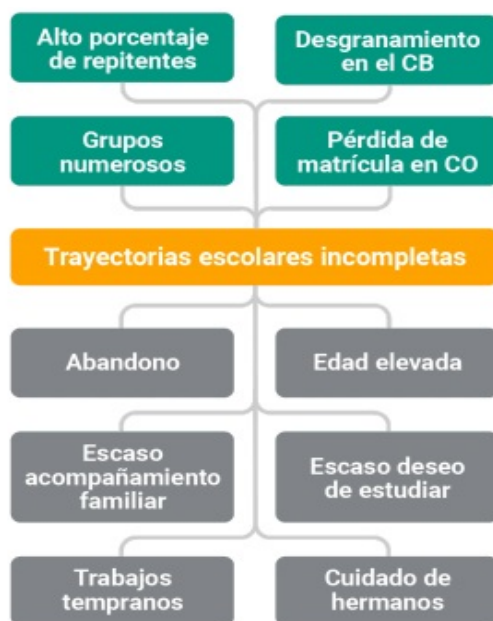 Alto porcentaje
de repitentes
Desgranamiento
en el CB
Grupos
numerosos
Pérdida de
matrícula en CO
Trayectorias escolares incompletas
Abandono
Edad elevada
Escaso
acompañamiento
familiar
Escaso deseo
de estudiar
Trabajos
tempranos
Cuidado de
hermanos